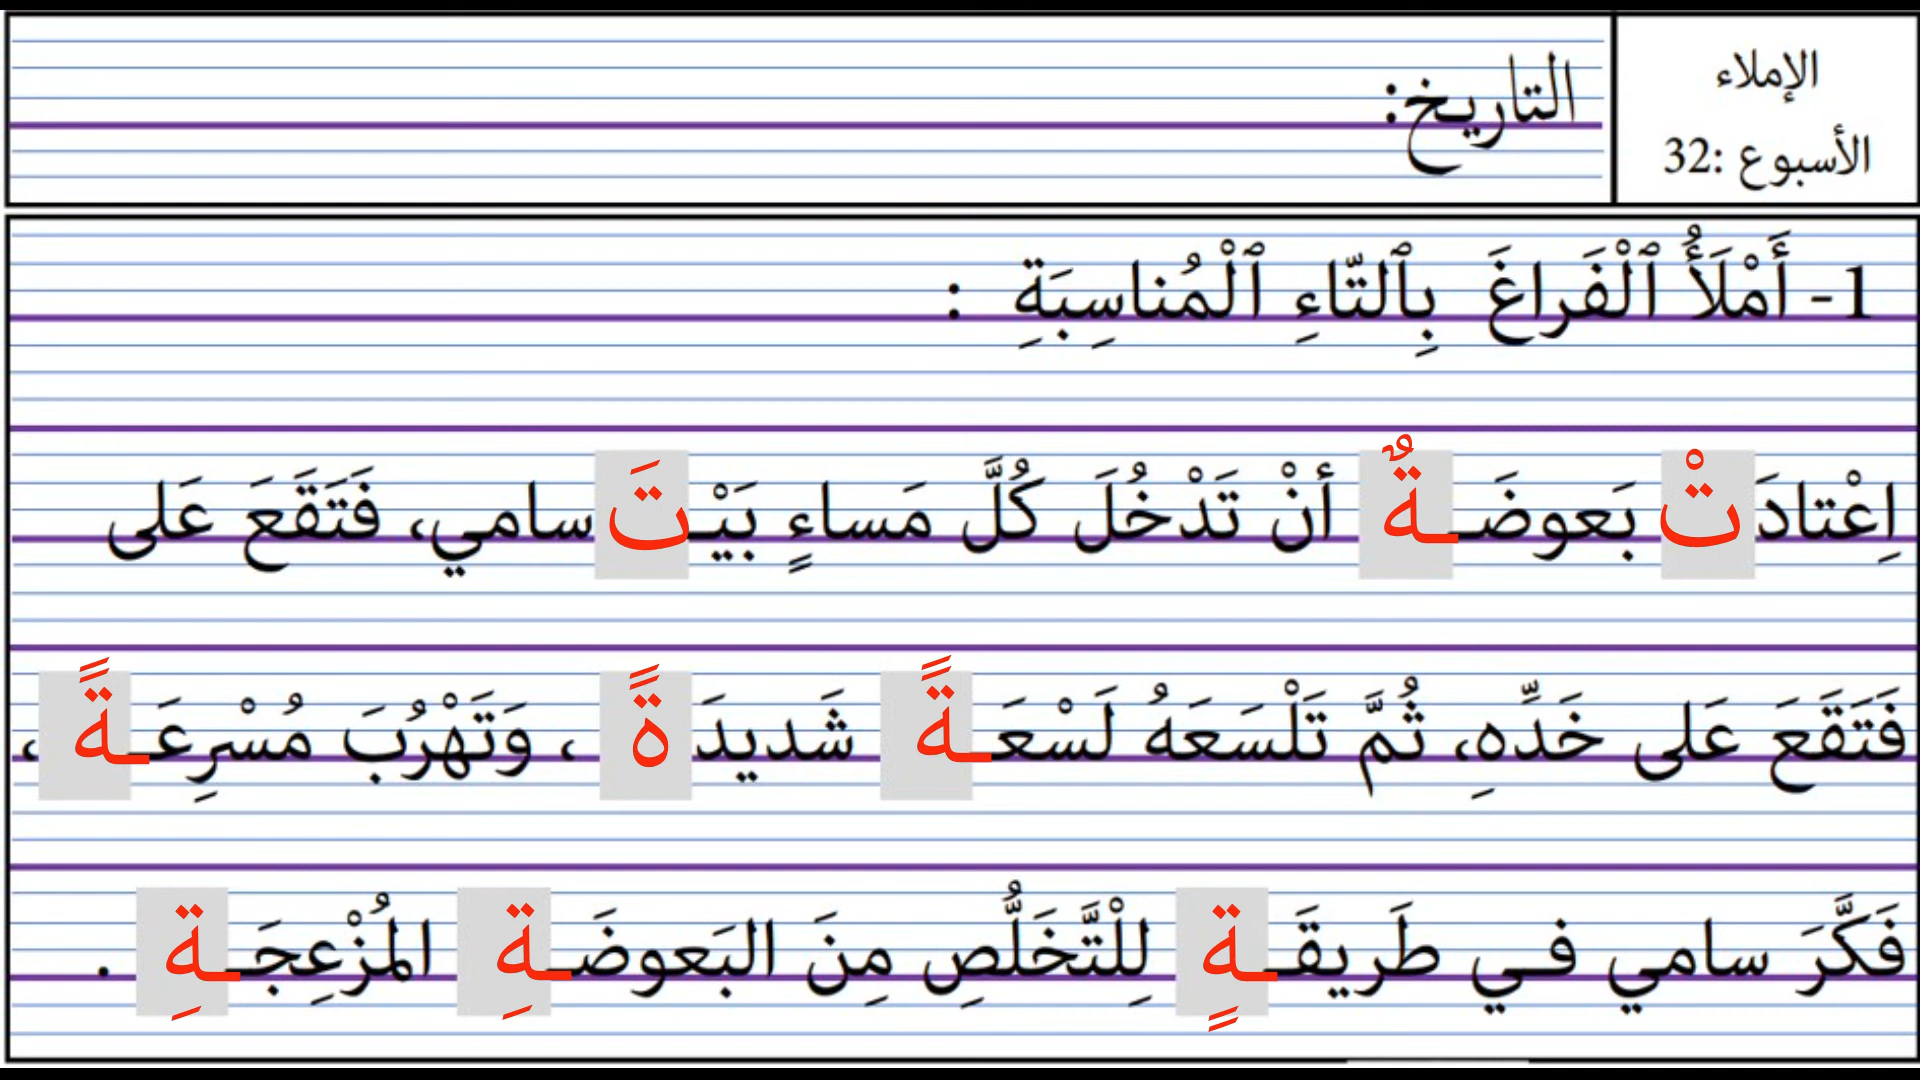 الإملاء
الأسبوع :32
التاريخ:
1- أَمْلَأُ ٱلْفَراغَ بِٱلتّاءِ ٱلْمُناسِبَةِ :
اِعْتادَتْ بَعوضَـةٌ أنْ تَدْخُلَ كُلَّ مَساءٍ بَيْـتَ سامي، فَتَقَعَ عَلى
فَتَقَعَ عَلى خَدِّهِ، ثُمَّ تَلْسَعَهُ لَسْعَـةً شَديدَةً ، وَتَهْرُبَ مُسْرِعَـةً ،
فَكَّرَ سامي فـي طَريقَـةٍ لِلْتَّخَلُّصِ مِنَ البَعوضَـةِ المُزْعِجَـةِ .